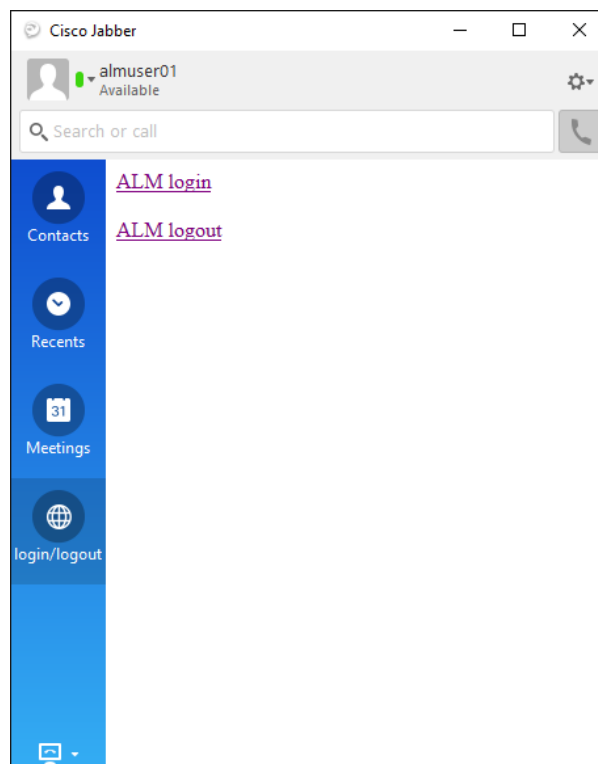 Cisco Jabber
almuser01
Available
Search or call
Contacts
ALM login
ALM logout
Recents
31
Meetings
login/logout